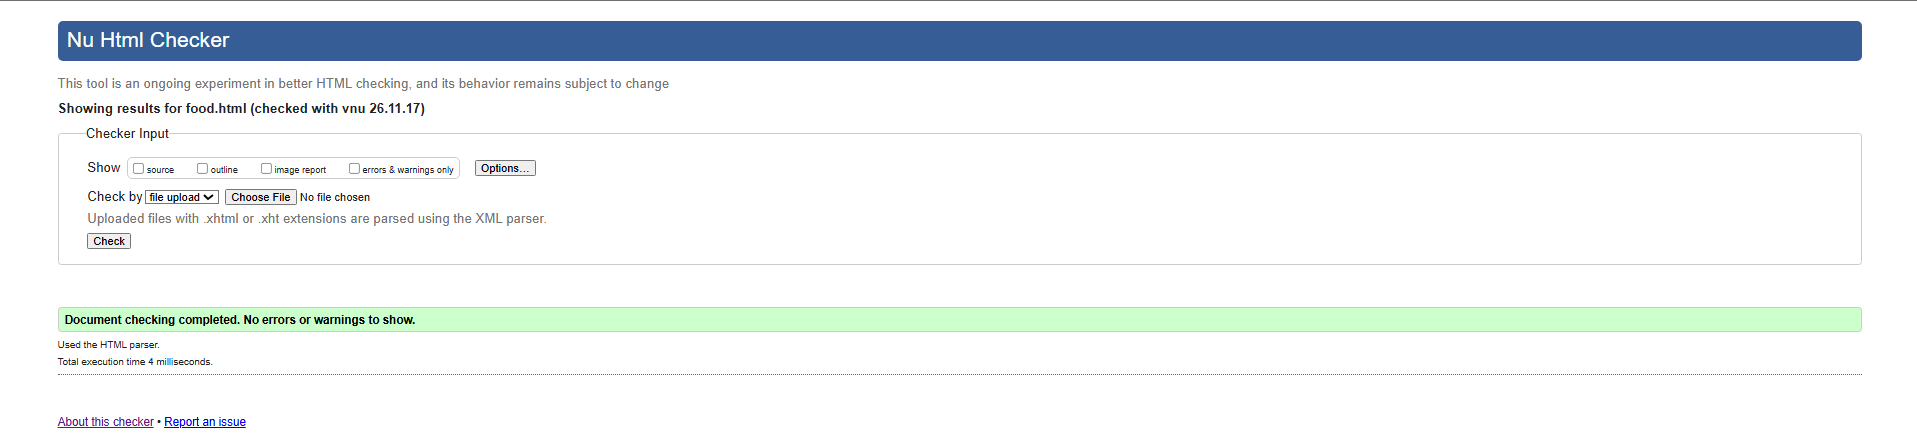 Nu Html Checker
This tool is an ongoing experiment in better HTML checking, and its behavior remains subject to change
Showing results for food.html (checked with vnu 26.11.17)
Checker Input
Show source outline image report errors & warnings only Options...
Check by file upload Choose File No file chosen
Uploaded files with .xhtml or .xht extensions are parsed using the XML parser.
Check
Document checking completed. No errors or warnings to show.
Used the HTML parser.
Total execution time 4 milliseconds.
About this checker • Report an issue